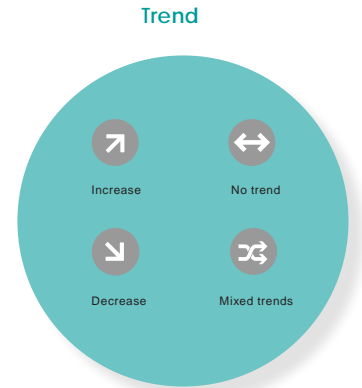 Trend
Increase
No trend
Decrease
Mixed trends